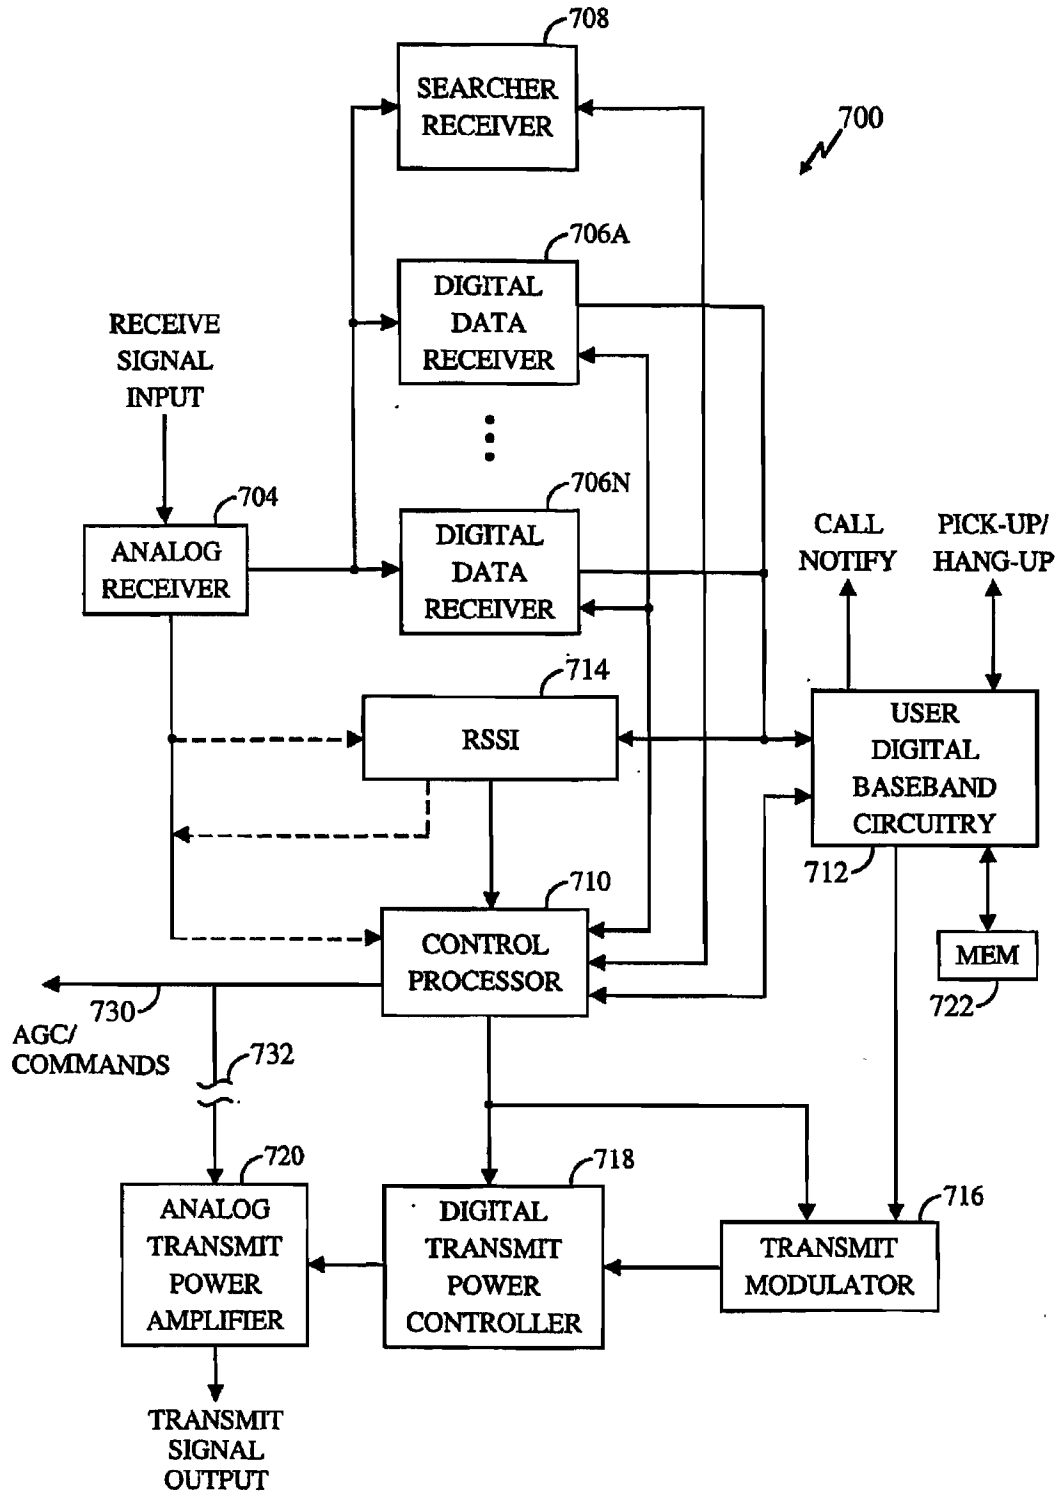 708
SEARCHER
RECEIVER
700
706A
DIGITAL
DATA
RECEIVER
RECEIVE
SIGNAL
INPUT
706N
DIGITAL
DATA
RECEIVER
704
ANALOG
RECEIVER
CALL
NOTIFY
PICK-UP/
HANG-UP
714
RSSI
USER
DIGITAL
BASEBAND
CIRCUITRY
712
710
CONTROL
PROCESSOR
MEM
722
730
AGC/
COMMANDS
732
720
ANALOG
TRANSMIT
POWER
AMPLIFIER
718
DIGITAL
TRANSMIT
POWER
CONTROLLER
716
TRANSMIT
MODULATOR
TRANSMIT
SIGNAL
OUTPUT